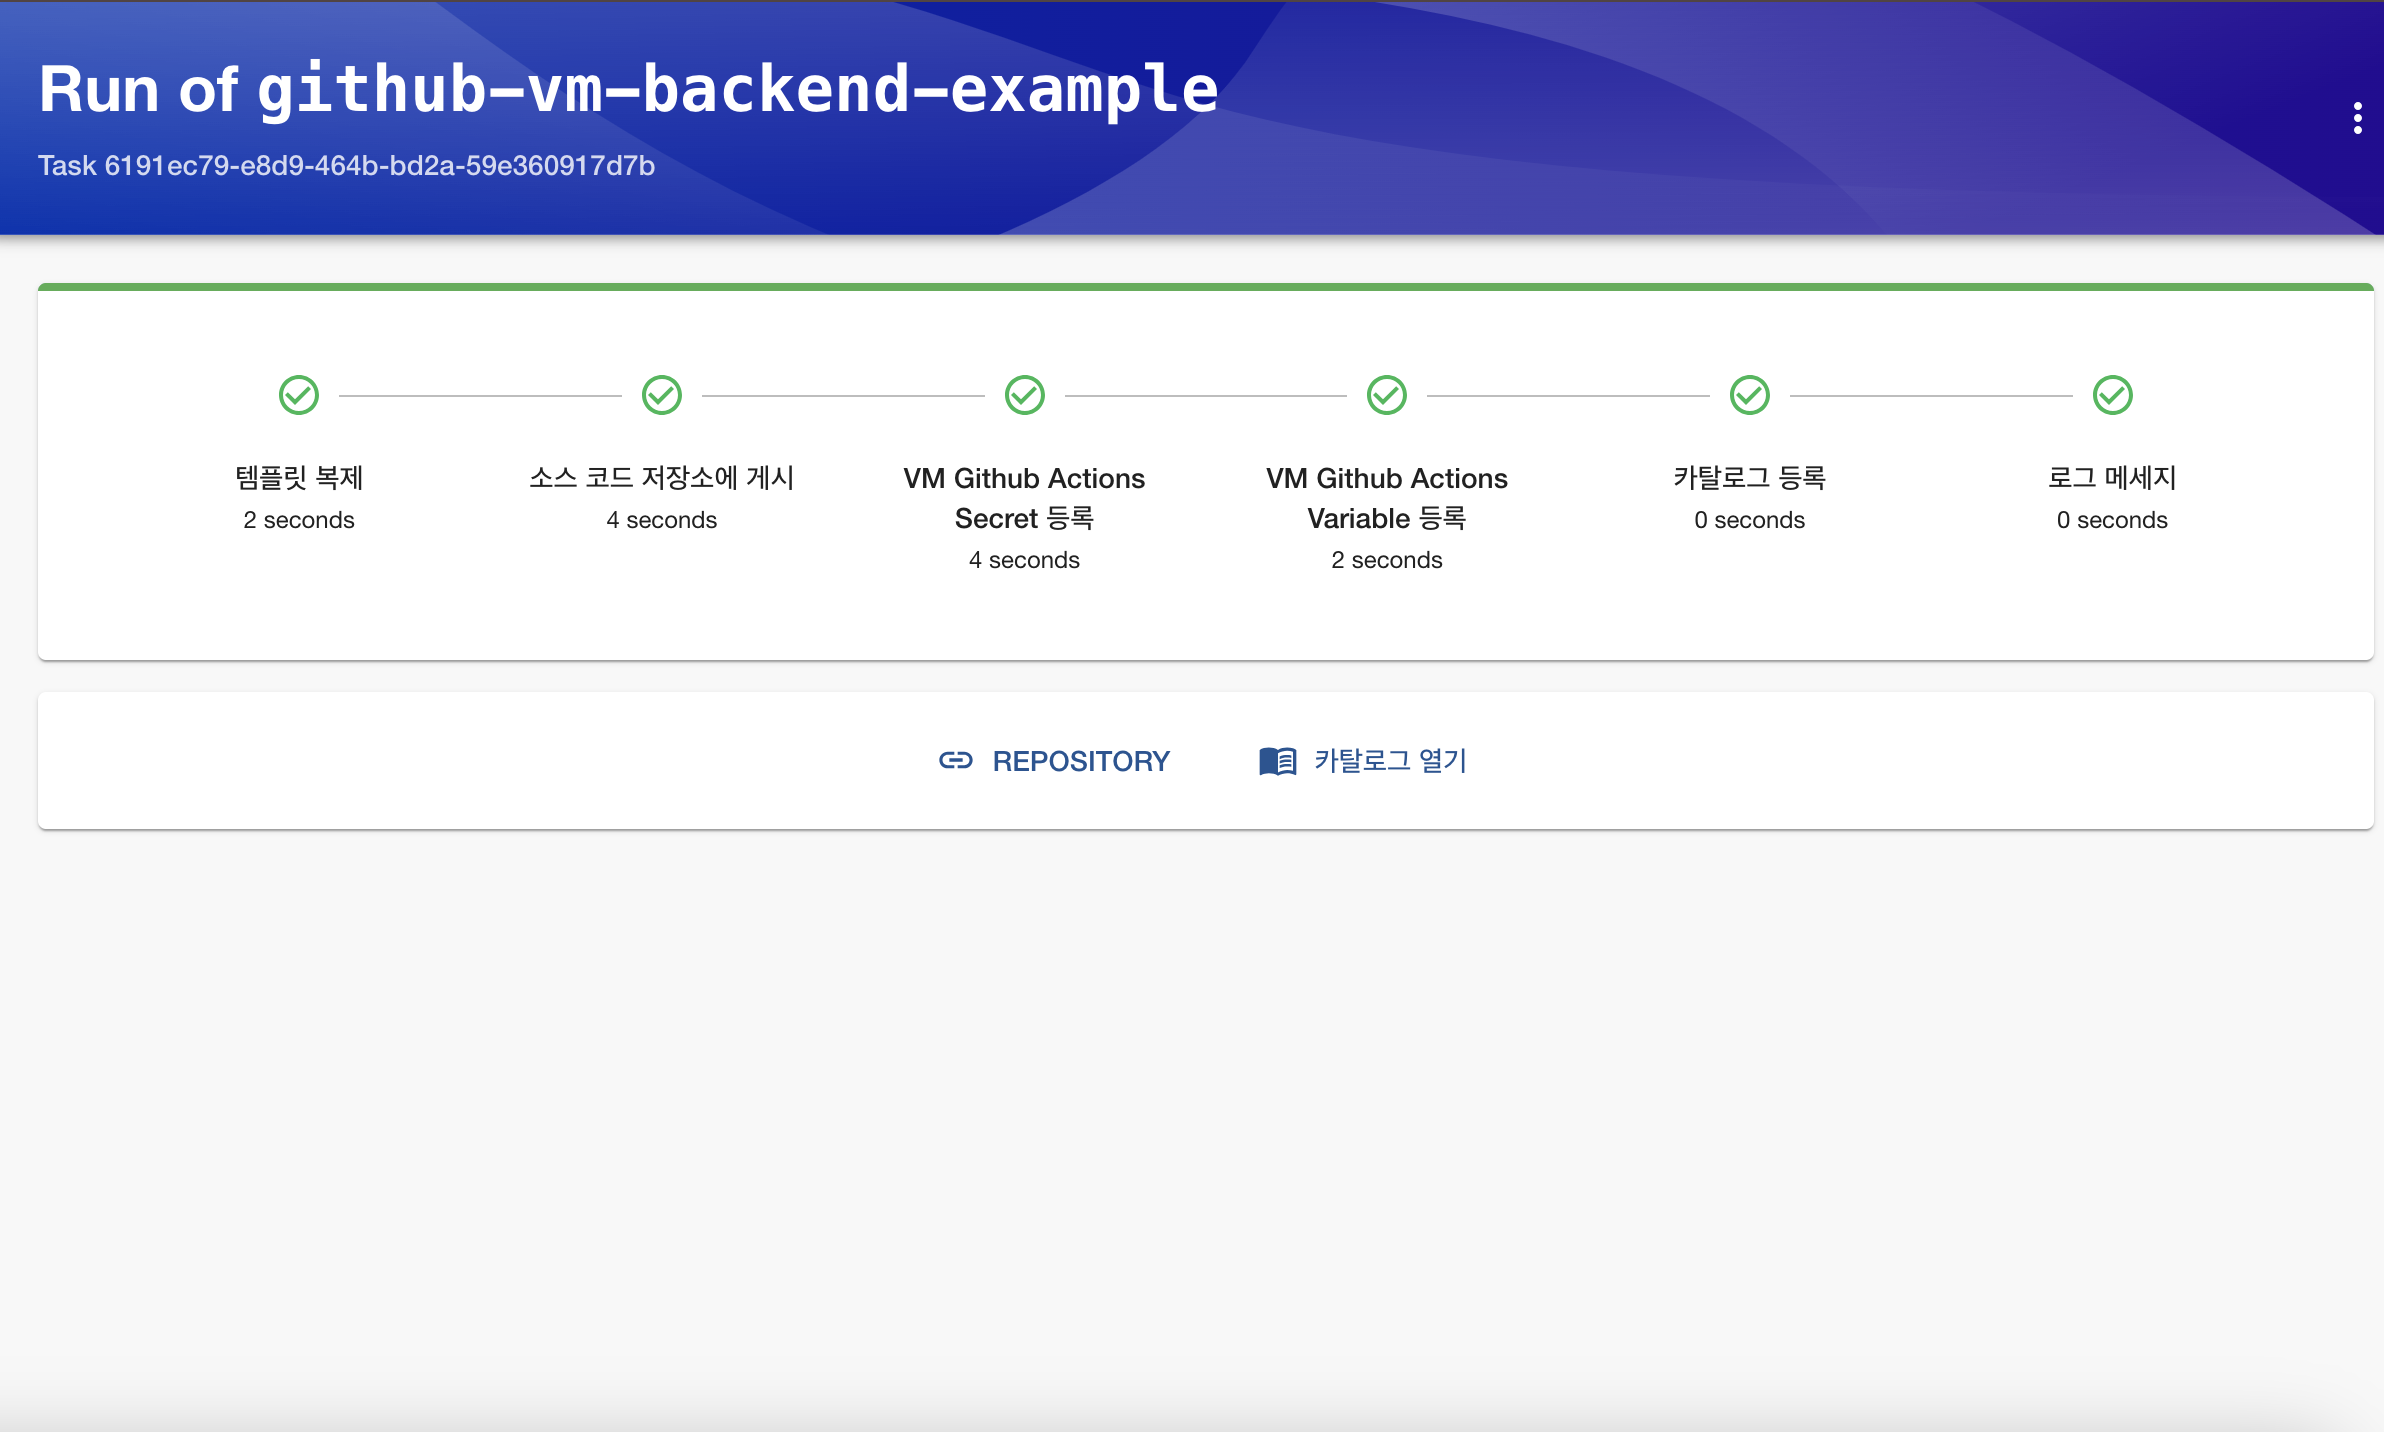 Run of github-vm-backend-example
Task 6191ec79-e8d9-464b-bd2a-59e360917d7b
템플릿 복제
2 seconds
소스 코드 저장소에 게시
4 seconds
VM Github Actions
Secret 등록
4 seconds
VM Github Actions
Variable 등록
2 seconds
카탈로그 등록
0 seconds
로그 메세지
0 seconds
REPOSITORY
카탈로그 열기